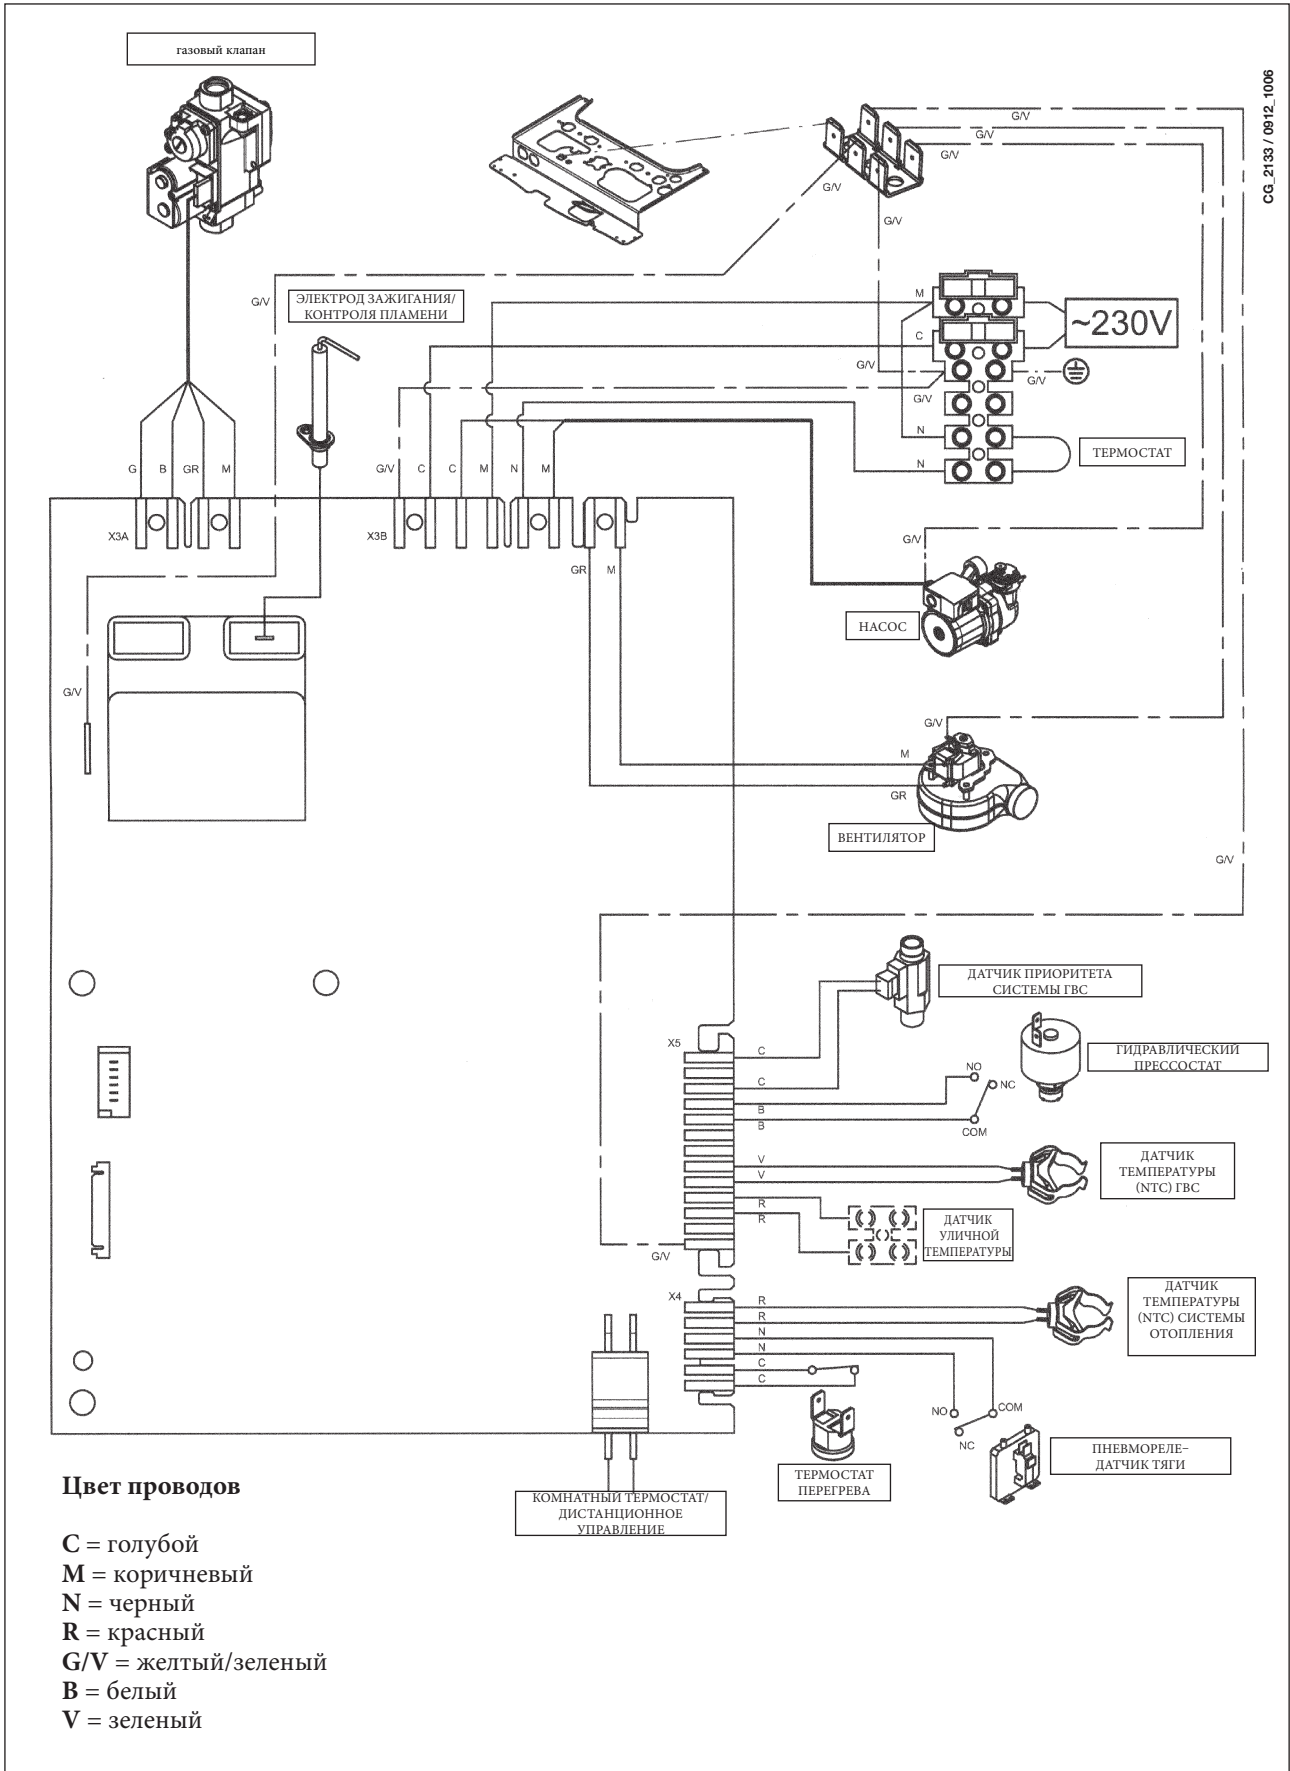 газовый клапан
CG_2133 / 0912_1006
G/V
G/V
G/V
G/V
G/V
G/V
ЭЛЕКТРОД ЗАЖИГАНИЯ/
КОНТРОЛЯ ПЛАМЕНИ
M
~230V
C
G/V
G/V
G/V
N
ТЕРМОСТАТ
N
G
B
GR
M
G/V
C
C
M
N
M
X3A
X3B
GR
M
G/V
НАСОС
G/V
G/V
M
GR
ВЕНТИЛЯТОР
G/V
ДАТЧИК ПРИОРИТЕТА
СИСТЕМЫ ГВС
X5
C
C
NO
NC
COM
ГИДРАВЛИЧЕСКИЙ
ПРЕССОСТАТ
B
B
V
V
ДАТЧИК
ТЕМПЕРАТУРЫ
(NTC) ГВС
R
R
ДАТЧИК
УЛИЧНОЙ
ТЕМПЕРАТУРЫ
G/V
X4
R
R
N
N
C
C
ДАТЧИК
ТЕМПЕРАТУРЫ
(NTC) СИСТЕМЫ
ОТОПЛЕНИЯ
NO
COM
NC
ПНЕВМОРЕЛЕ–
ДАТЧИК ТЯГИ
ТЕРМОСТАТ
ПЕРЕГРЕВА
КОМНАТНЫЙ ТЕРМОСТАТ/
ДИСТАНЦИОННОЕ
УПРАВЛЕНИЕ
Цвет проводов
C = голубой
M = коричневый
N = черный
R = красный
G/V = желтый/зеленый
B = белый
V = зеленый